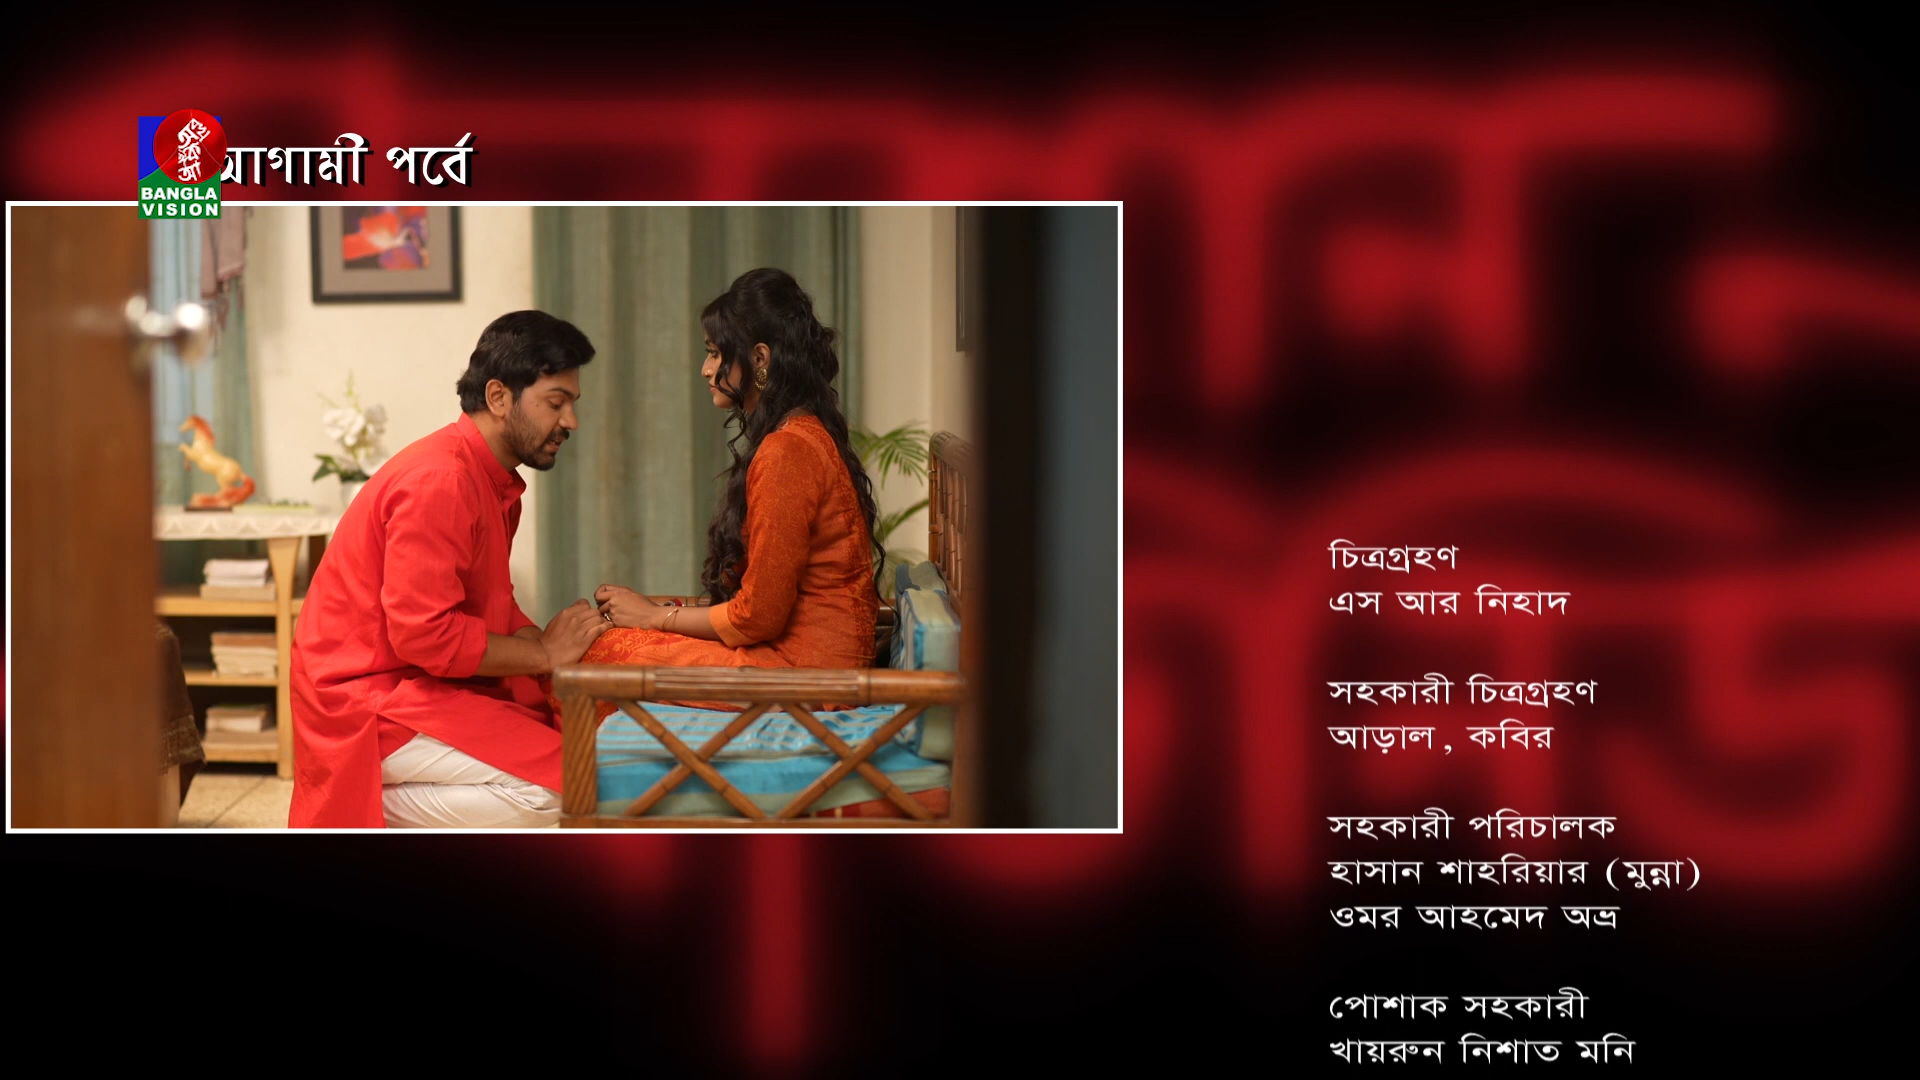 আগামী পর্বে
BANGLA
VISION
চিত্রগ্রহণ
এস আর নিহাদ
সহকারী চিত্রগ্রহণ
আড়াল, কবির
সহকারী পরিচালক
হাসান শাহরিয়ার (মুন্না)
ওমর আহমেদ অভ্র
পোশাক সহকারী
খায়রুন নিশাত মনি